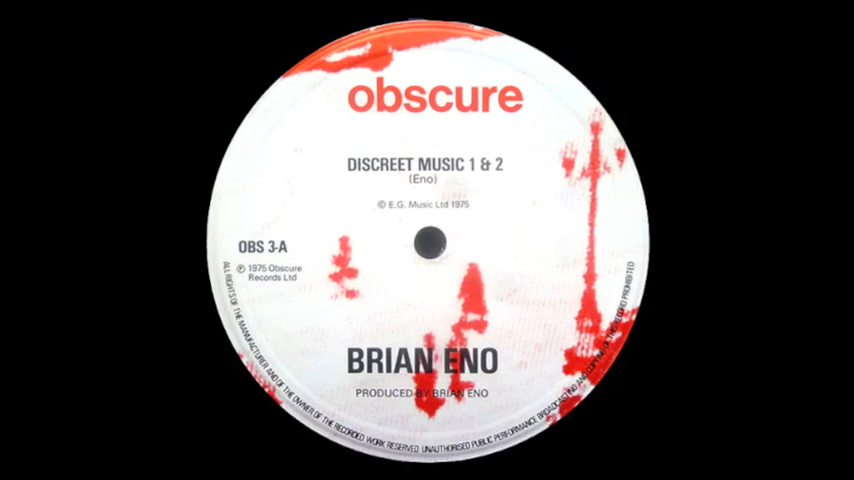 obscure
DISCREET MUSIC 1 & 2
(Eno)
© E.G. Music Ltd 1975
OBS 3-A
℗ 1975 Obscure
Records Ltd
BRIAN ENO
PRODUCED BY BRIAN ENO
ALL RIGHTS OF THE MANUFACTURER AND OF THE OWNER OF THE RECORDED WORK RESERVED UNAUTHORISED PUBLIC PERFORMANCE BROADCASTING AND COPYING OF THIS RECORD PROHIBITED